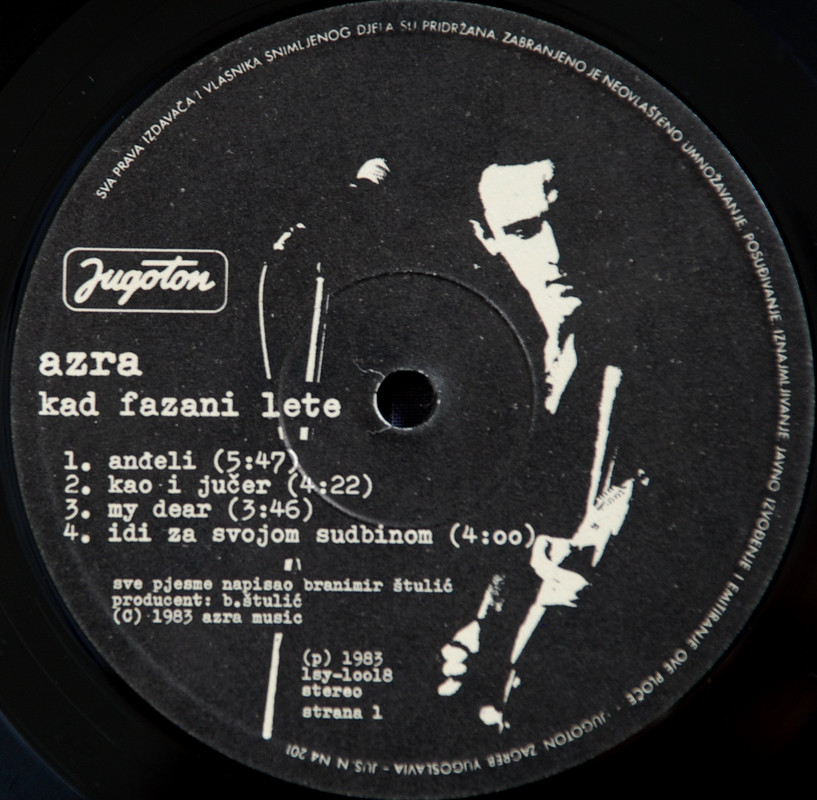 SVA PRAVA IZDAVAČA I VLASNIKA SNIMLJENOG DJELA SU PRIDRŽANA. ZABRANJENO JE NEOVLAŠTENO UMNOŽAVANJE, POSUĐIVANJE, IZNAJMLJIVANJE, JAVNO IZVOĐENJE I EMITIRANJE OVE PLOČE - JUGOTON ZAGREB YUGOSLAVIA - JUS N N4 201
Jugoton
azra
kad fazani lete
1. anđeli (5:47)
2. kao i jučer (4:22)
3. my dear (3:46)
4. idi za svojom sudbinom (4:oo)
sve pjesme napisao branimir štulić
producent: b.štulić
(C) 1983 azra music
(p) 1983
lsy-loo18
stereo
strana 1